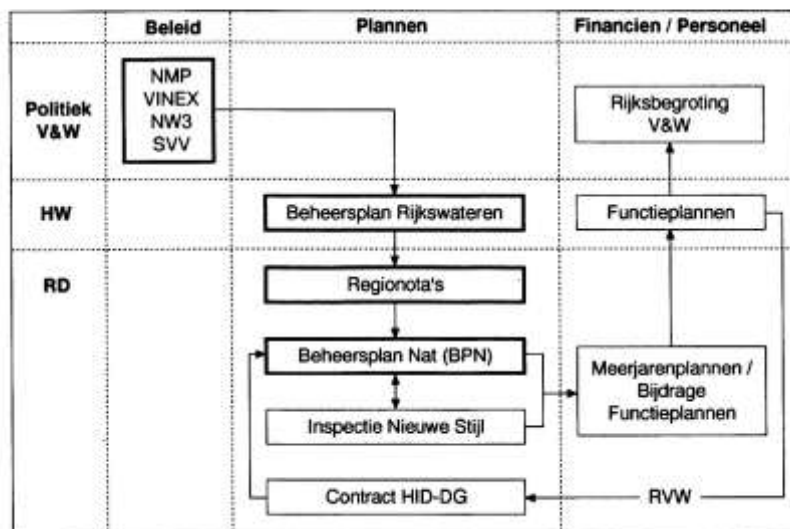 Beleid
Plannen
Financien / Personeel
Politiek
V&W
NMP
VINEX
NW3
SVV
Rijksbegroting
V&W
HW
Beheersplan Rijkswateren
Functieplannen
RD
Regionota's
Beheersplan Nat (BPN)
Meerjarenplannen /
Bijdrage
Functieplannen
Inspectie Nieuwe Stijl
Contract HID-DG
RVW